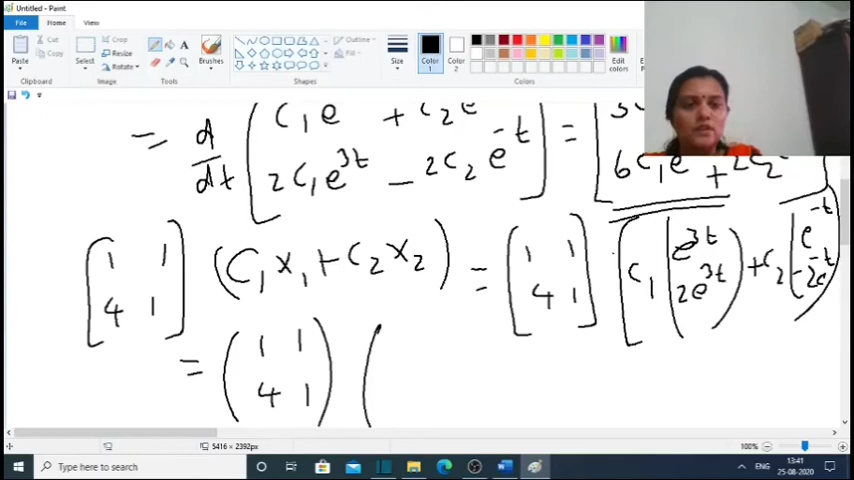 Untitled - Paint
File Home View
Paste Cut Copy Select Crop Resize Rotate Brushes Outline Fill Size Color 1 Color 2 Edit colors
Clipboard Image Tools Shapes Colors
= d/dt [ C₁e + C₂e
2C₁e^3t - 2C₂e^-t ] = [ 6C₁e + 2C₂
[ 1 1
4 1 ] (C₁X₁ + C₂X₂) = [ 1 1
4 1 ] [ C₁ ( e^3t
2e^3t ) + C₂ ( e^-t
-2e^-t )
= ( 1 1
4 1 ) (
5416 × 2392px 100%
Type here to search ENG 13:41
25-08-2020